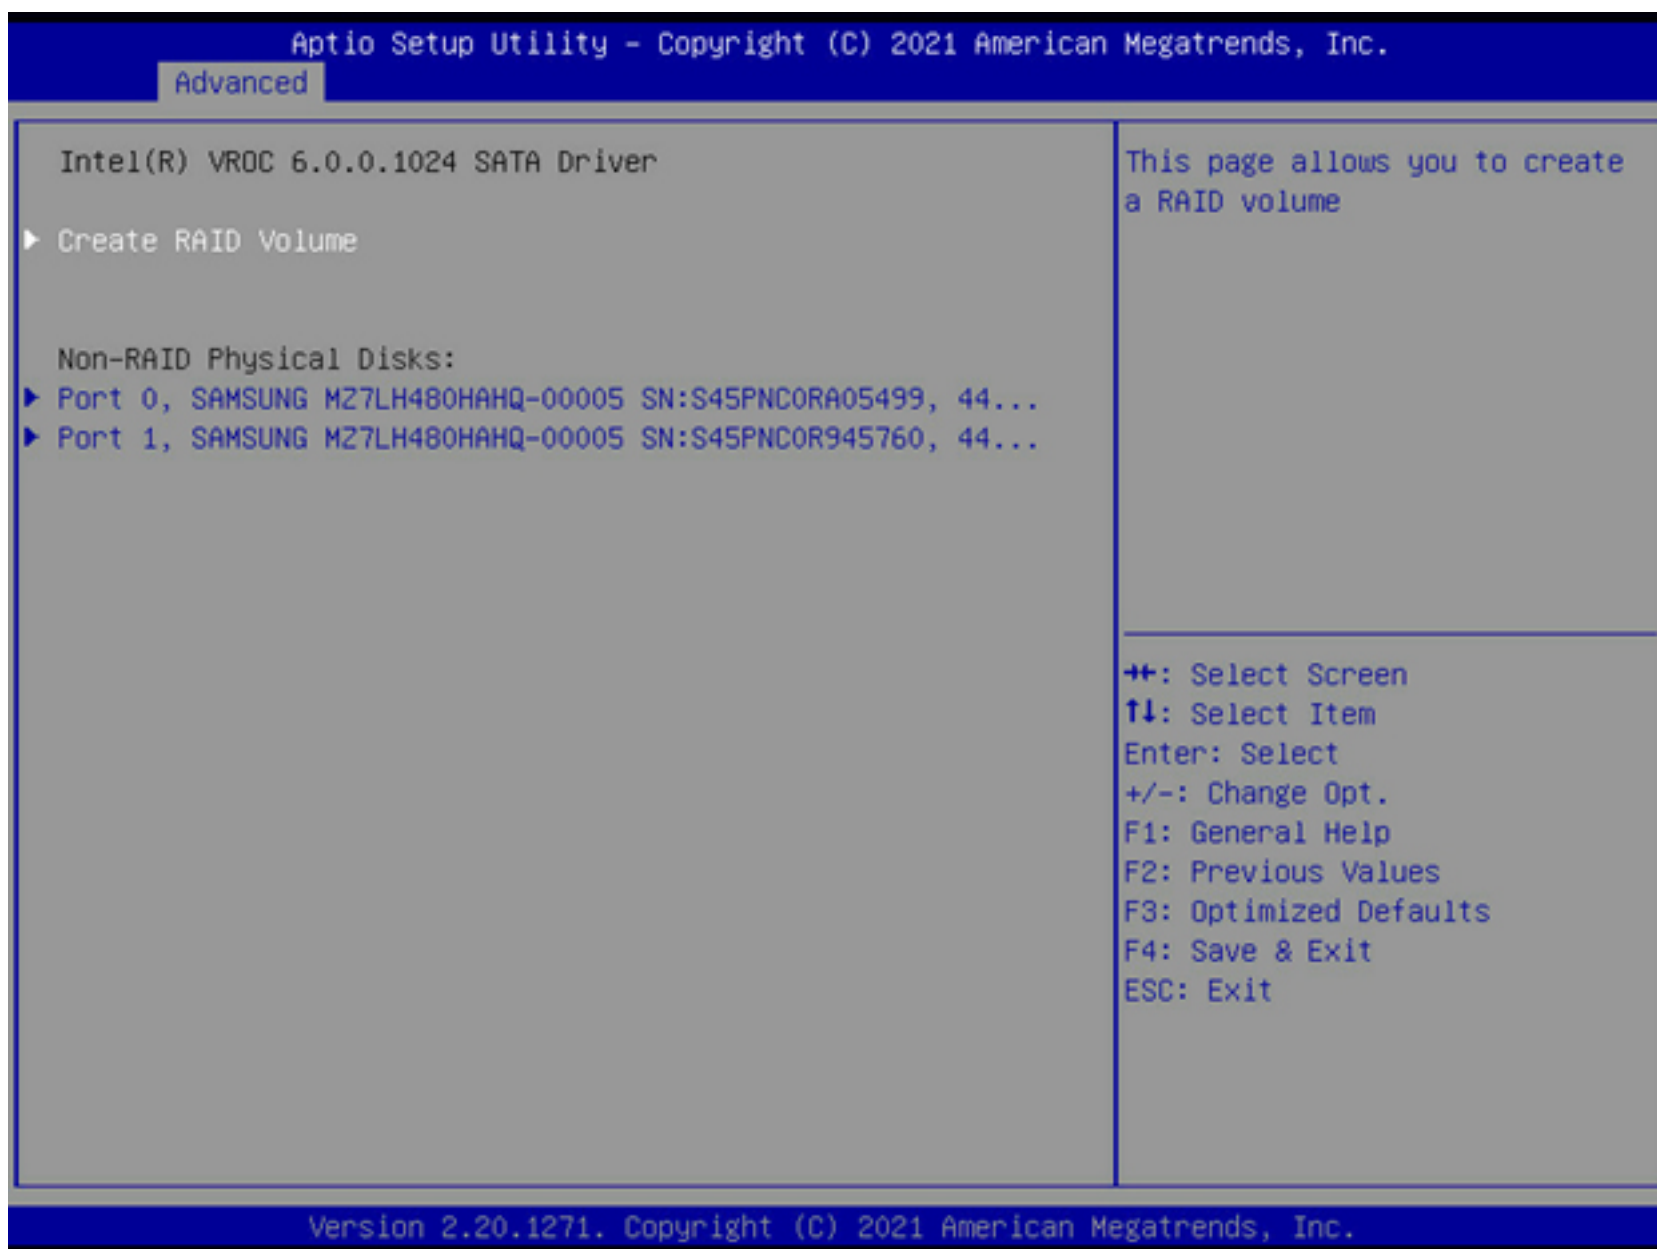 Aptio Setup Utility – Copyright (C) 2021 American Megatrends, Inc.
Advanced
Intel(R) VROC 6.0.0.1024 SATA Driver
Create RAID Volume
Non-RAID Physical Disks:
Port 0, SAMSUNG MZ7LH480HAHQ-00005 SN:S45PNC0RA05499, 44...
Port 1, SAMSUNG MZ7LH480HAHQ-00005 SN:S45PNC0R945760, 44...
This page allows you to create
a RAID volume
→←: Select Screen
↑↓: Select Item
Enter: Select
+/-: Change Opt.
F1: General Help
F2: Previous Values
F3: Optimized Defaults
F4: Save & Exit
ESC: Exit
Version 2.20.1271. Copyright (C) 2021 American Megatrends, Inc.